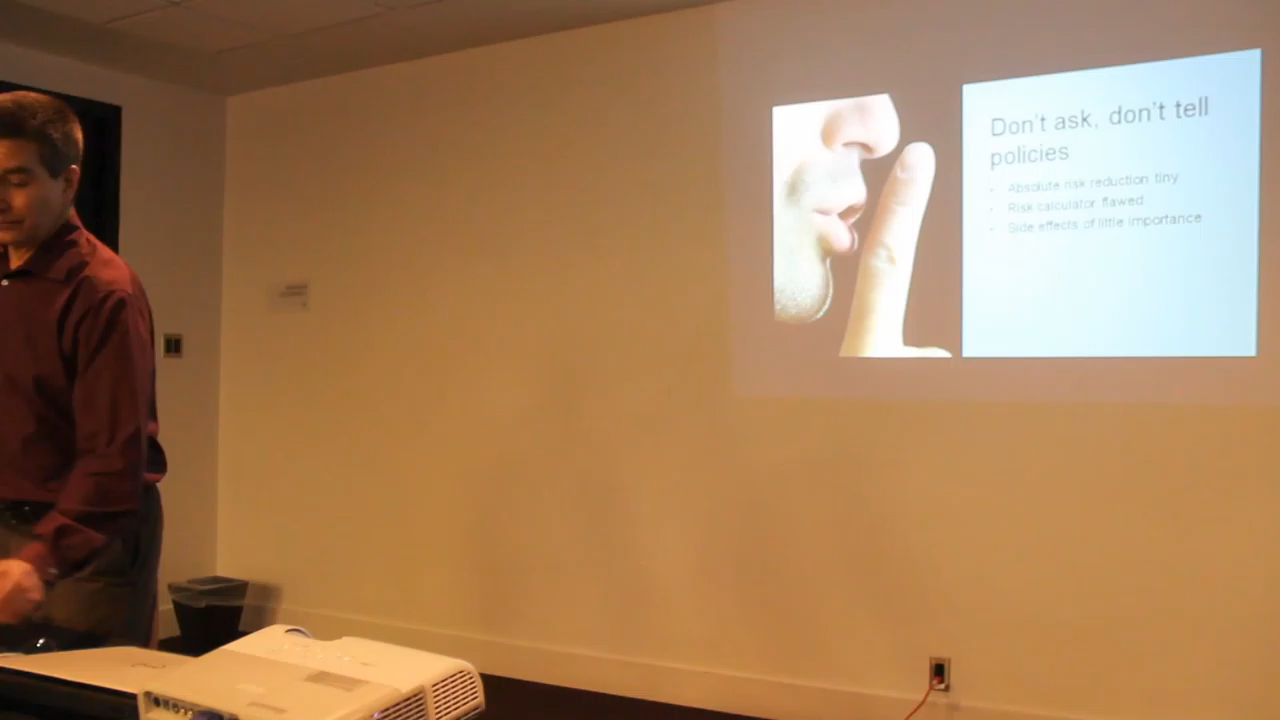 Don't ask, don't tell
policies
• Absolute risk reduction tiny
• Risk calculator flawed
• Side effects of little importance